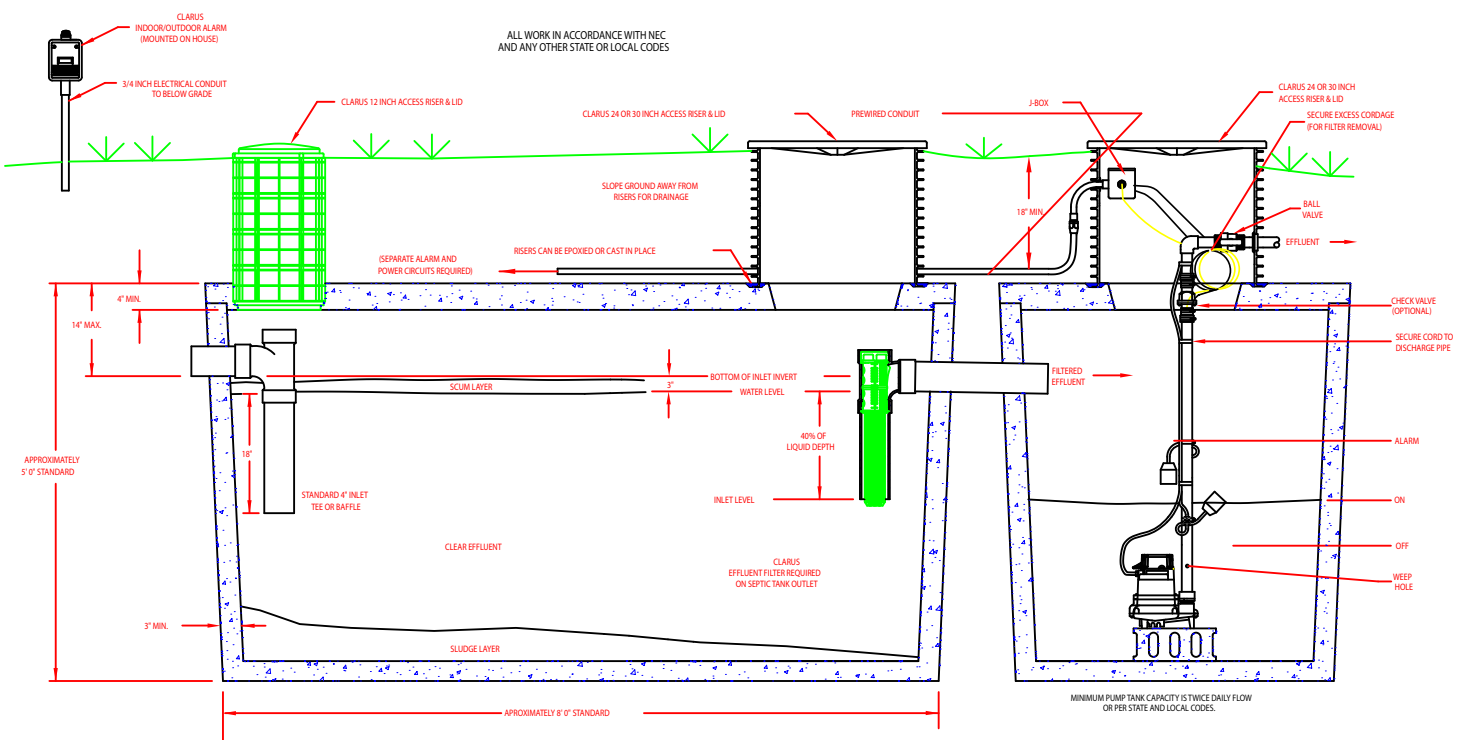 CLARUS
INDOOR/OUTDOOR ALARM
(MOUNTED ON HOUSE)
ALL WORK IN ACCORDANCE WITH NEC
AND ANY OTHER STATE OR LOCAL CODES
3/4 INCH ELECTRICAL CONDUIT
TO BELOW GRADE
CLARUS 12 INCH ACCESS RISER & LID
CLARUS 24 OR 30 INCH ACCESS RISER & LID
PREWIRED CONDUIT
J-BOX
CLARUS 24 OR 30 INCH
ACCESS RISER & LID
SECURE EXCESS CORDAGE
(FOR FILTER REMOVAL)
SLOPE GROUND AWAY FROM
RISERS FOR DRAINAGE
18" MIN.
BALL
VALVE
EFFLUENT
RISERS CAN BE EPOXIED OR CAST IN PLACE
(SEPARATE ALARM AND
POWER CIRCUITS REQUIRED)
4" MIN.
14" MAX.
CHECK VALVE
(OPTIONAL)
SECURE CORD TO
DISCHARGE PIPE
BOTTOM OF INLET INVERT
SCUM LAYER
3"
WATER LEVEL
FILTERED
EFFLUENT
40% OF
LIQUID DEPTH
18"
ALARM
APPROXIMATELY
5' 0" STANDARD
STANDARD 4" INLET
TEE OR BAFFLE
INLET LEVEL
ON
CLEAR EFFLUENT
OFF
CLARUS
EFFLUENT FILTER REQUIRED
ON SEPTIC TANK OUTLET
WEEP
HOLE
3" MIN.
SLUDGE LAYER
MINIMUM PUMP TANK CAPACITY IS TWICE DAILY FLOW
OR PER STATE AND LOCAL CODES.
APROXIMATELY 8' 0" STANDARD